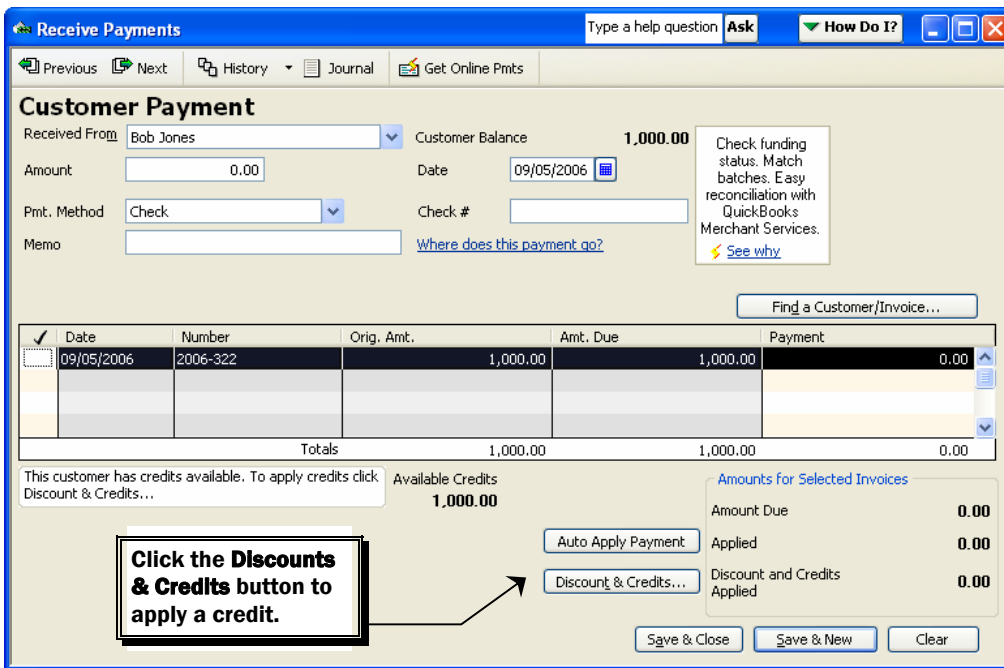 Receive Payments
Type a help question Ask How Do I?
Previous Next History Journal Get Online Pmts
Customer Payment
Received From Bob Jones Customer Balance 1,000.00
Amount 0.00 Date 09/05/2006
Pmt. Method Check Check #
Memo Where does this payment go?
Check funding
status. Match
batches. Easy
reconciliation with
QuickBooks
Merchant Services.
See why
Find a Customer/Invoice...
✓ Date Number Orig. Amt. Amt. Due Payment
09/05/2006 2006-322 1,000.00 1,000.00 0.00
Totals 1,000.00 1,000.00 0.00
This customer has credits available. To apply credits click
Discount & Credits...
Available Credits
1,000.00
Amounts for Selected Invoices
Amount Due 0.00
Auto Apply Payment
Applied 0.00
Discount & Credits...
Discount and Credits
Applied 0.00
Click the Discounts
& Credits button to
apply a credit.
Save & Close Save & New Clear